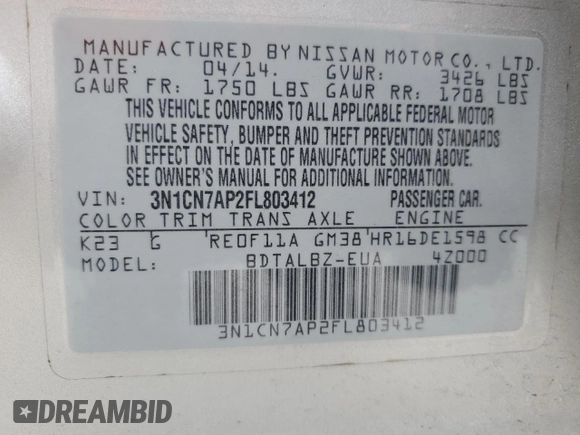 MANUFACTURED BY NISSAN MOTOR CO., LTD.
DATE: 04/14. GVWR: 3426 LBS
GAWR FR: 1750 LBS GAWR RR: 1708 LBS
THIS VEHICLE CONFORMS TO ALL APPLICABLE FEDERAL MOTOR
VEHICLE SAFETY, BUMPER AND THEFT PREVENTION STANDARDS
IN EFFECT ON THE DATE OF MANUFACTURE SHOWN ABOVE.
SEE OWNER'S MANUAL FOR ADDITIONAL INFORMATION.
VIN: 3N1CN7AP2FL803412 PASSENGER CAR.
COLOR TRIM TRANS AXLE ENGINE
K23 G RE0F11A GM38 HR16DE1598 CC
MODEL: BDTALBZ-EUA 4Z000
3N1CN7AP2FL803412
DREAMBID